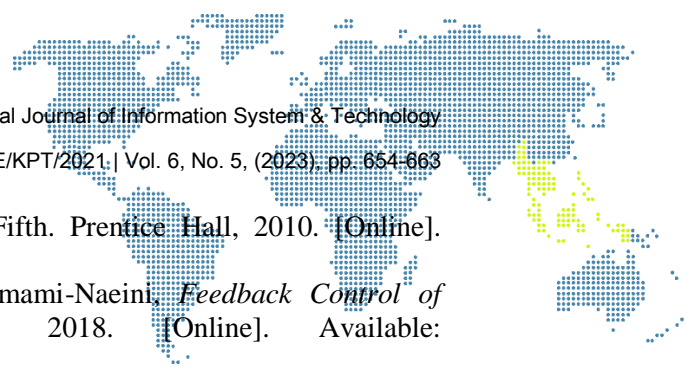 al Journal of Information System & Technology
E/KPT/2021 | Vol. 6, No. 5, (2023), pp. 654-663
Fifth. Prentice Hall, 2010. [Online].
mami-Naeini, Feedback Control of
2018. [Online]. Available: